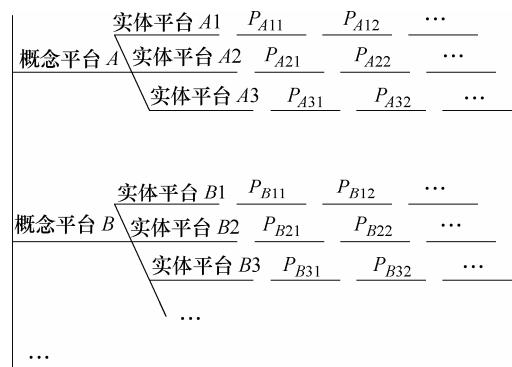 实体平台 A1 P_A11 P_A12 …
概念平台 A 实体平台 A2 P_A21 P_A22 …
实体平台 A3 P_A31 P_A32 …
实体平台 B1 P_B11 P_B12 …
概念平台 B 实体平台 B2 P_B21 P_B22 …
实体平台 B3 P_B31 P_B32 …
…
…